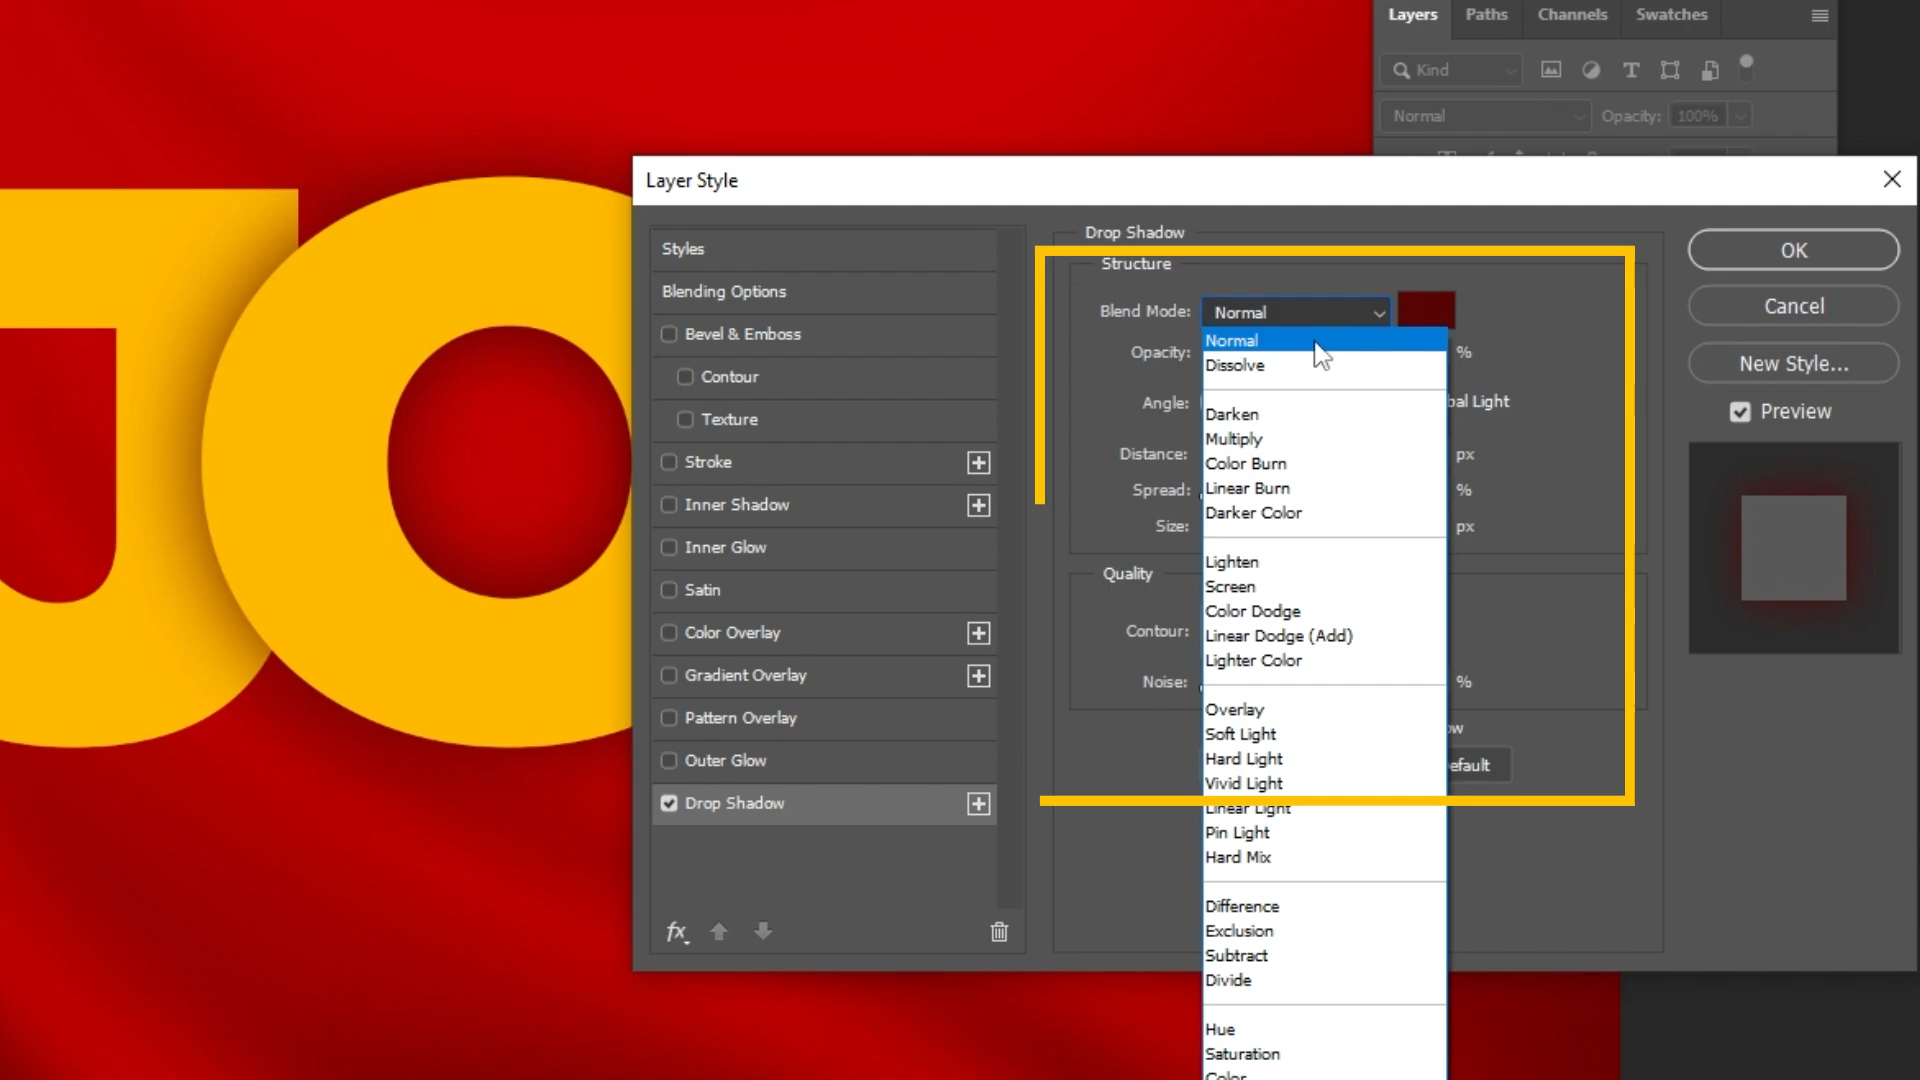 JO
Layers Paths Channels Swatches
Kind
Normal Opacity: 100%
Layer Style
Styles
Blending Options
Bevel & Emboss
Contour
Texture
Stroke
Inner Shadow
Inner Glow
Satin
Color Overlay
Gradient Overlay
Pattern Overlay
Outer Glow
Drop Shadow
fx
Drop Shadow
Structure
Blend Mode: Normal
Opacity: %
Angle: bal Light
Distance: px
Spread: %
Size: px
Quality
Contour:
Noise: %
ow
efault
Normal
Dissolve
Darken
Multiply
Color Burn
Linear Burn
Darker Color
Lighten
Screen
Color Dodge
Linear Dodge (Add)
Lighter Color
Overlay
Soft Light
Hard Light
Vivid Light
Linear Light
Pin Light
Hard Mix
Difference
Exclusion
Subtract
Divide
Hue
Saturation
Color
OK
Cancel
New Style...
Preview